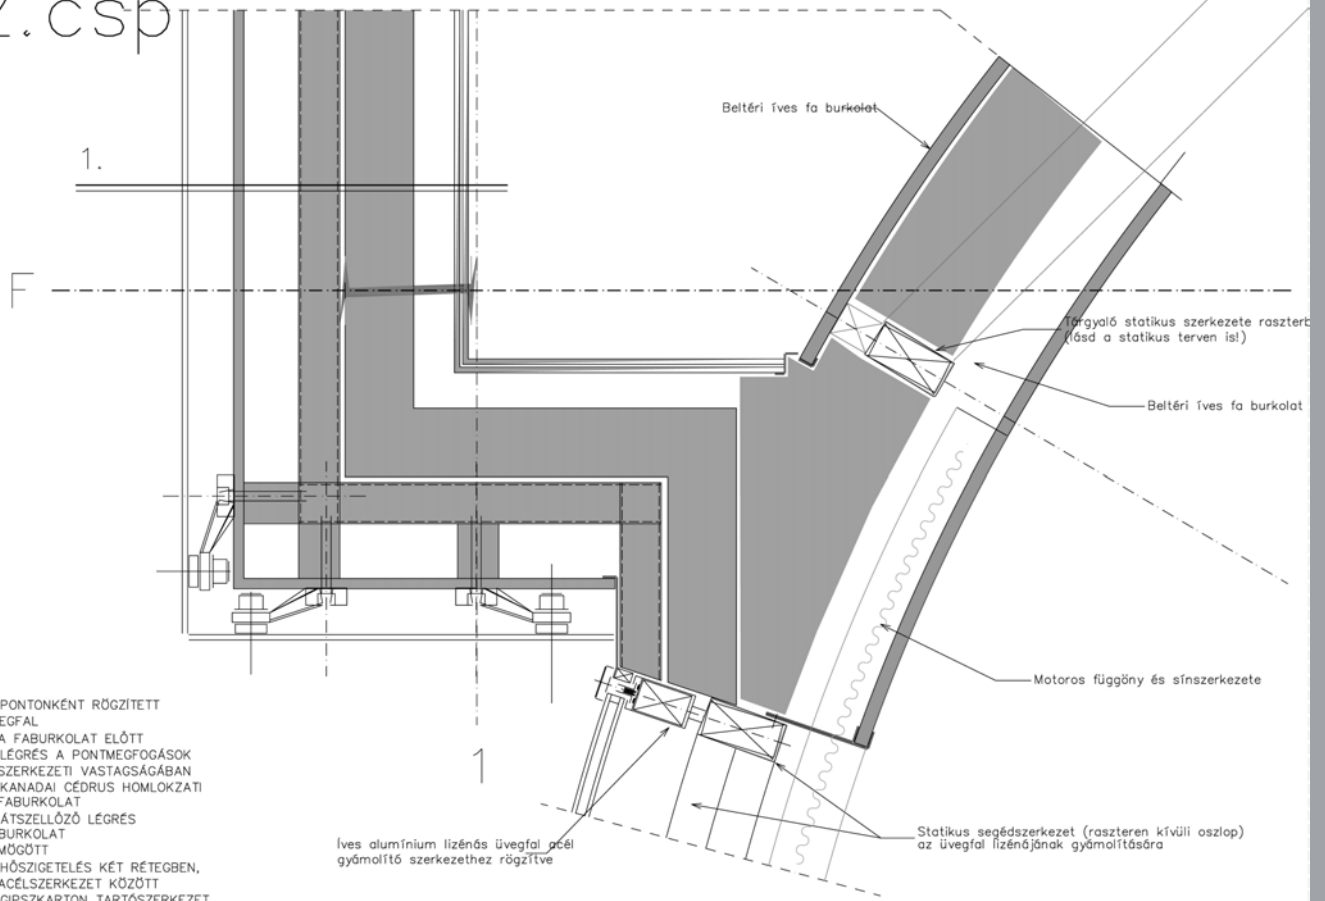 z.csp
Beltéri íves fa burkolat
1.
F
Tárgyaló statikus szerkezete raszterb
(lásd a statikus terven is!)
Beltéri íves fa burkolat
Motoros függöny és sínszerkezete
PONTONKÉNT RÖGZÍTETT
EGFAL
A FABURKOLAT ELŐTT
LÉGRÉS A PONTMEGFOGÁSOK
SZERKEZETI VASTAGSÁGÁBAN
KANADAI CÉDRUS HOMLOKZATI
FABURKOLAT
ÁTSZELLŐZŐ LÉGRÉS
BURKOLAT
MÖGÖTT
HŐSZIGETELÉS KÉT RÉTEGBEN,
ACÉLSZERKEZET KÖZÖTT
GIPSZKARTON TARTÓSZERKEZET
1
Íves alumínium lizénás üvegfal acél
gyámolító szerkezethez rögzítve
Statikus segédszerkezet (raszteren kívüli oszlop)
az üvegfal lizénájának gyámolítására